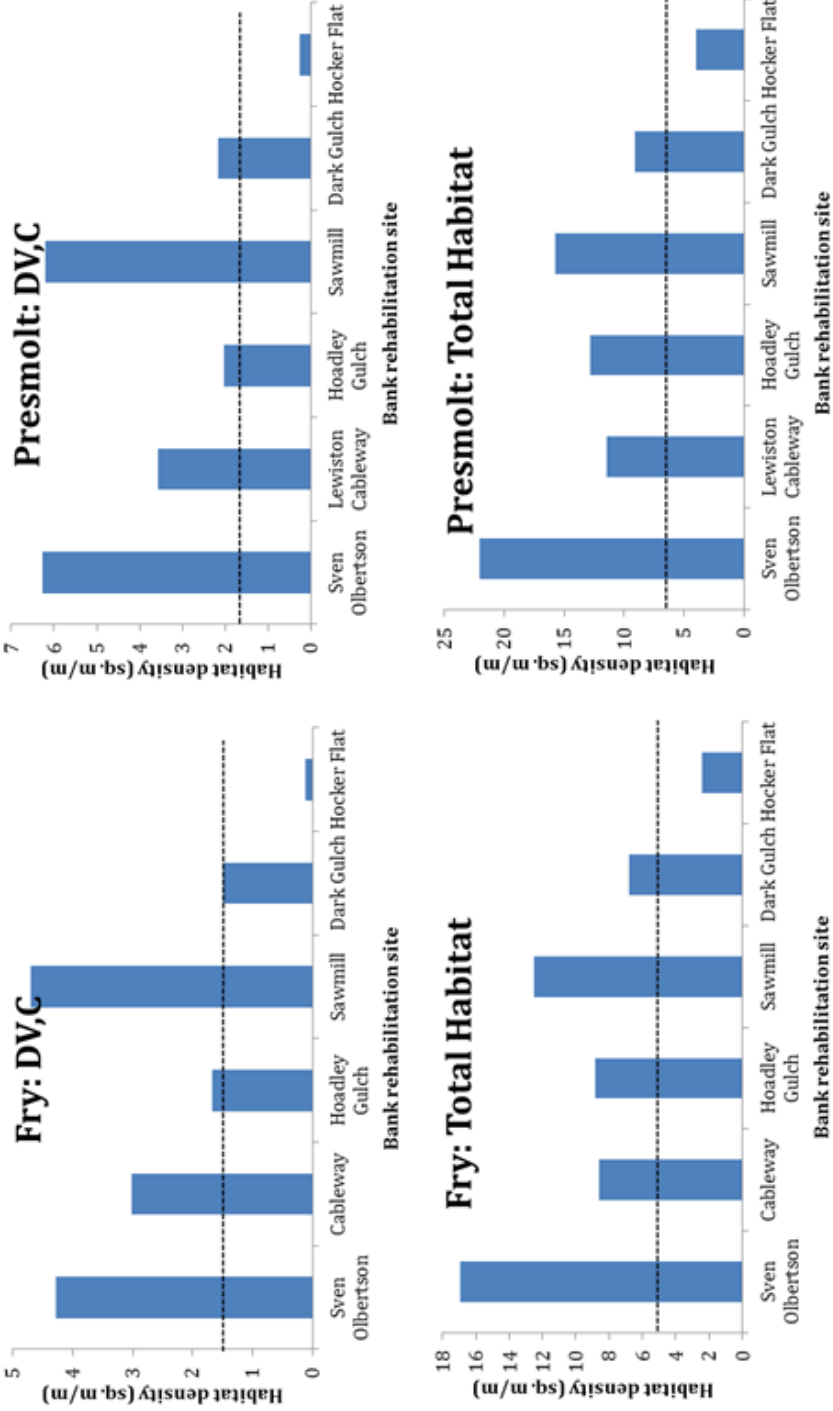 Fry: DV,C
Habitat density (sq.m/m)
5
4
3
2
1
0
Sven
Olbertson
Cableway
Hoadley
Gulch
Sawmill
Dark Gulch
Hocker Flat
Bank rehabilitation site
Presmolt: DV,C
Habitat density (sq.m/m)
7
6
5
4
3
2
1
0
Sven
Olbertson
Lewiston
Cableway
Hoadley
Gulch
Sawmill
Dark Gulch
Hocker Flat
Bank rehabilitation site
Fry: Total Habitat
Habitat density (sq.m/m)
18
16
14
12
10
8
6
4
2
0
Sven
Olbertson
Cableway
Hoadley
Gulch
Sawmill
Dark Gulch
Hocker Flat
Bank rehabilitation site
Presmolt: Total Habitat
Habitat density (sq.m/m)
25
20
15
10
5
0
Sven
Olbertson
Lewiston
Cableway
Hoadley
Gulch
Sawmill
Dark Gulch
Hocker Flat
Bank rehabilitation site